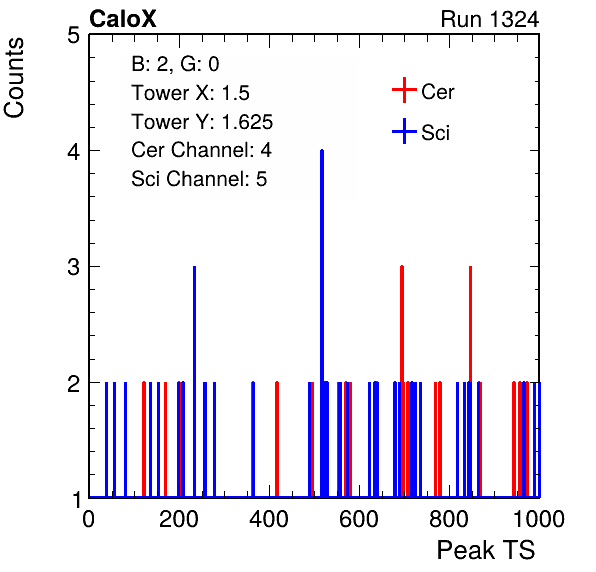 CaloX Run 1324
Counts
5
4
3
2
1
B: 2, G: 0
Tower X: 1.5
Tower Y: 1.625
Cer Channel: 4
Sci Channel: 5
Cer
Sci
0 200 400 600 800 1000
Peak TS